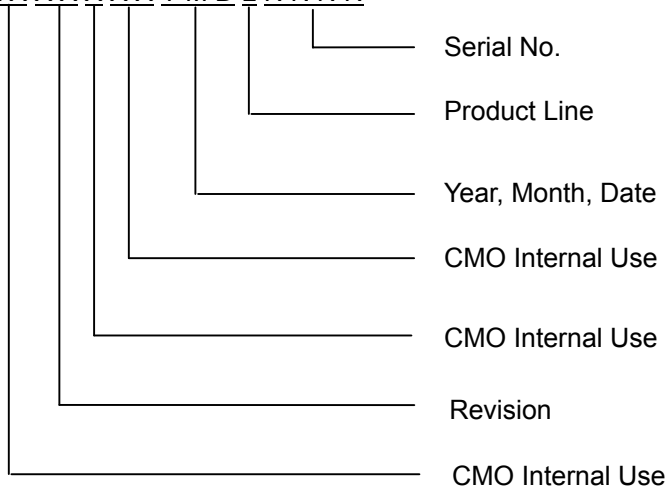 Serial No.
Product Line
Year, Month, Date
CMO Internal Use
CMO Internal Use
Revision
CMO Internal Use